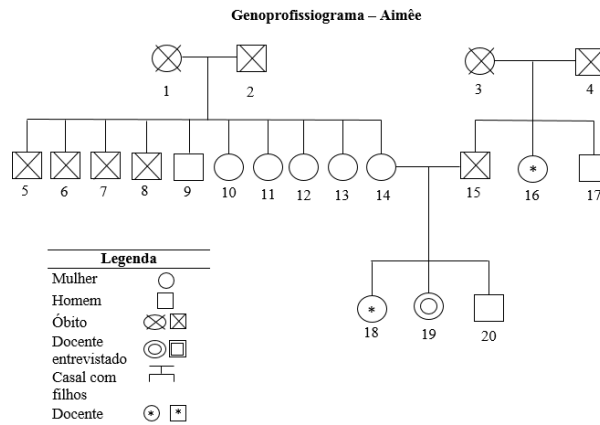 Genoprofissiograma – Aimêe
1 2 3 4
5 6 7 8 9 10 11 12 13 14 15 16 17
* 
18 19 20
*
Legenda
Mulher
Homem
Óbito
Docente
entrevistado
Casal com
filhos
Docente * *